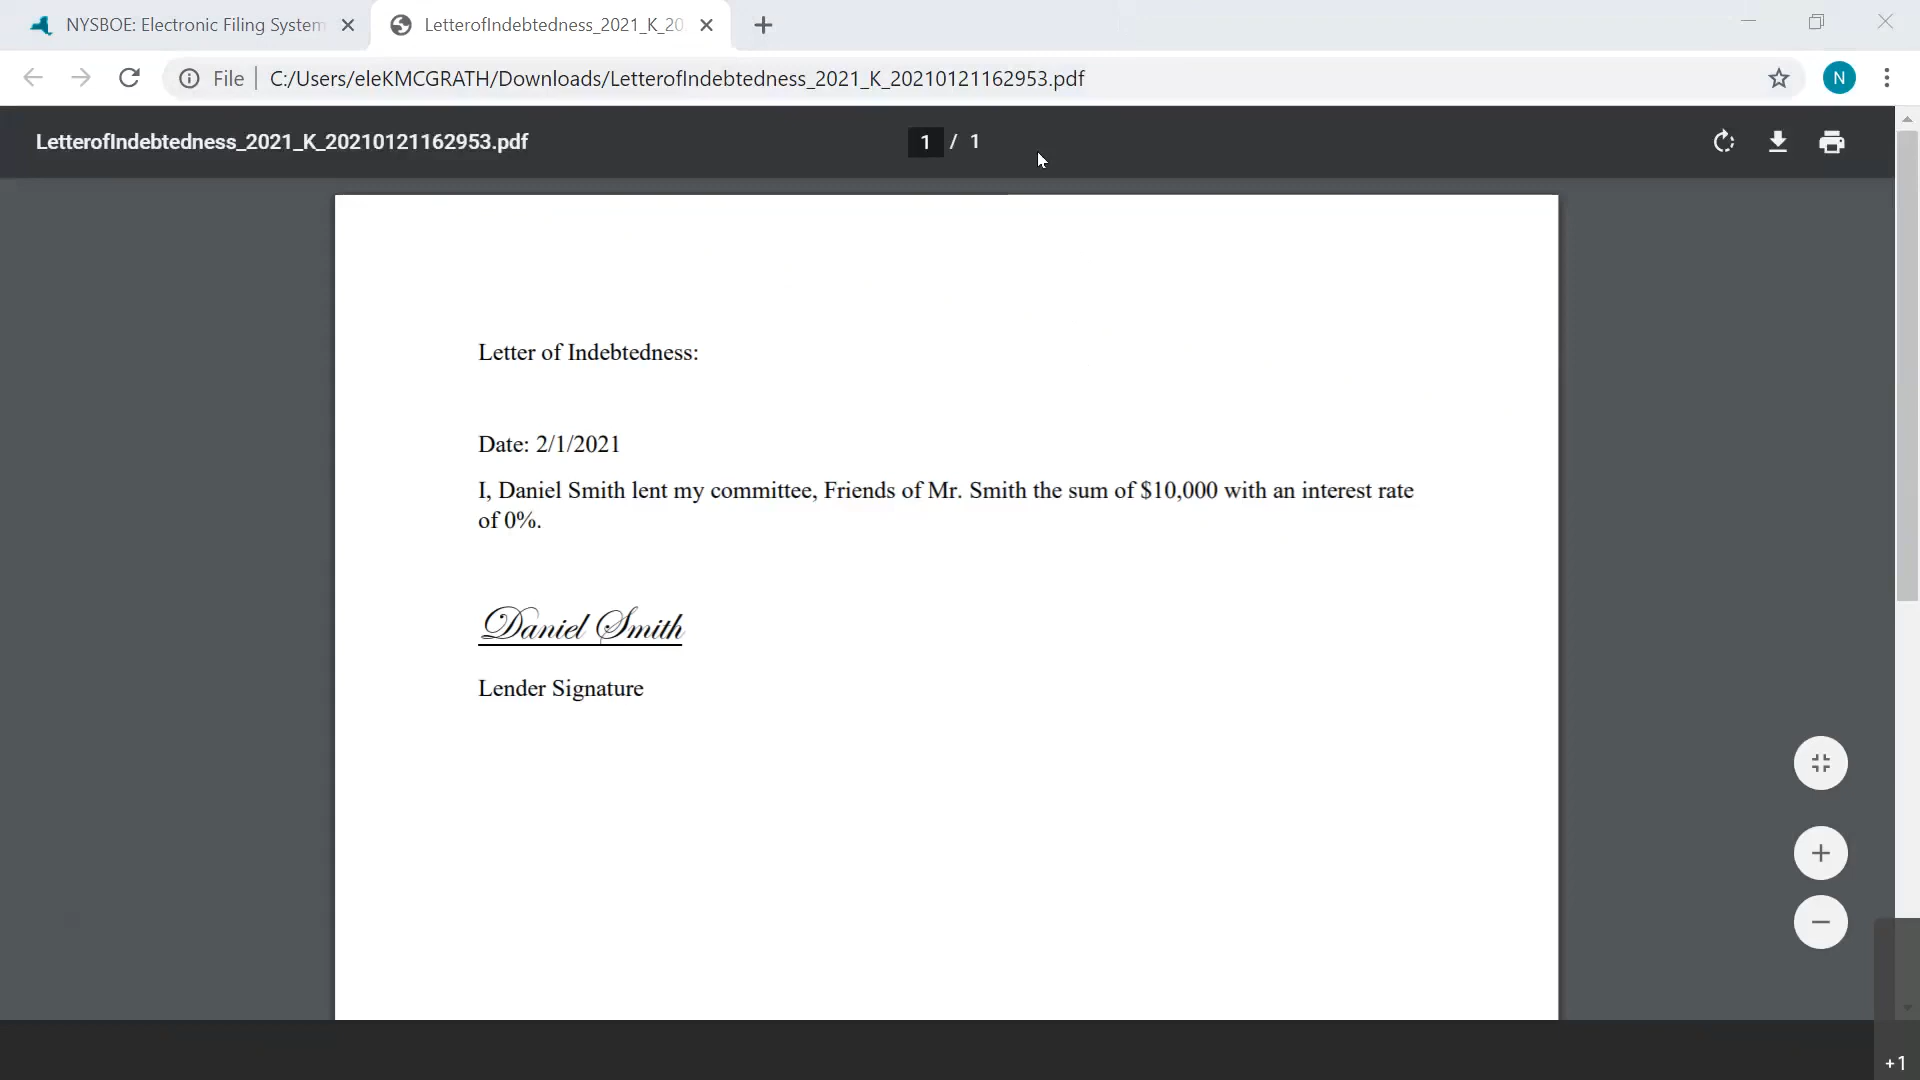 NYSBOE: Electronic Filing System
LetterofIndebtedness_2021_K_20
File
C:/Users/eleKMCGRATH/Downloads/LetterofIndebtedness_2021_K_20210121162953.pdf
N
LetterofIndebtedness_2021_K_20210121162953.pdf
1 / 1
Letter of Indebtedness:
Date: 2/1/2021
I, Daniel Smith lent my committee, Friends of Mr. Smith the sum of $10,000 with an interest rate
of 0%.
Daniel Smith
Lender Signature
+1